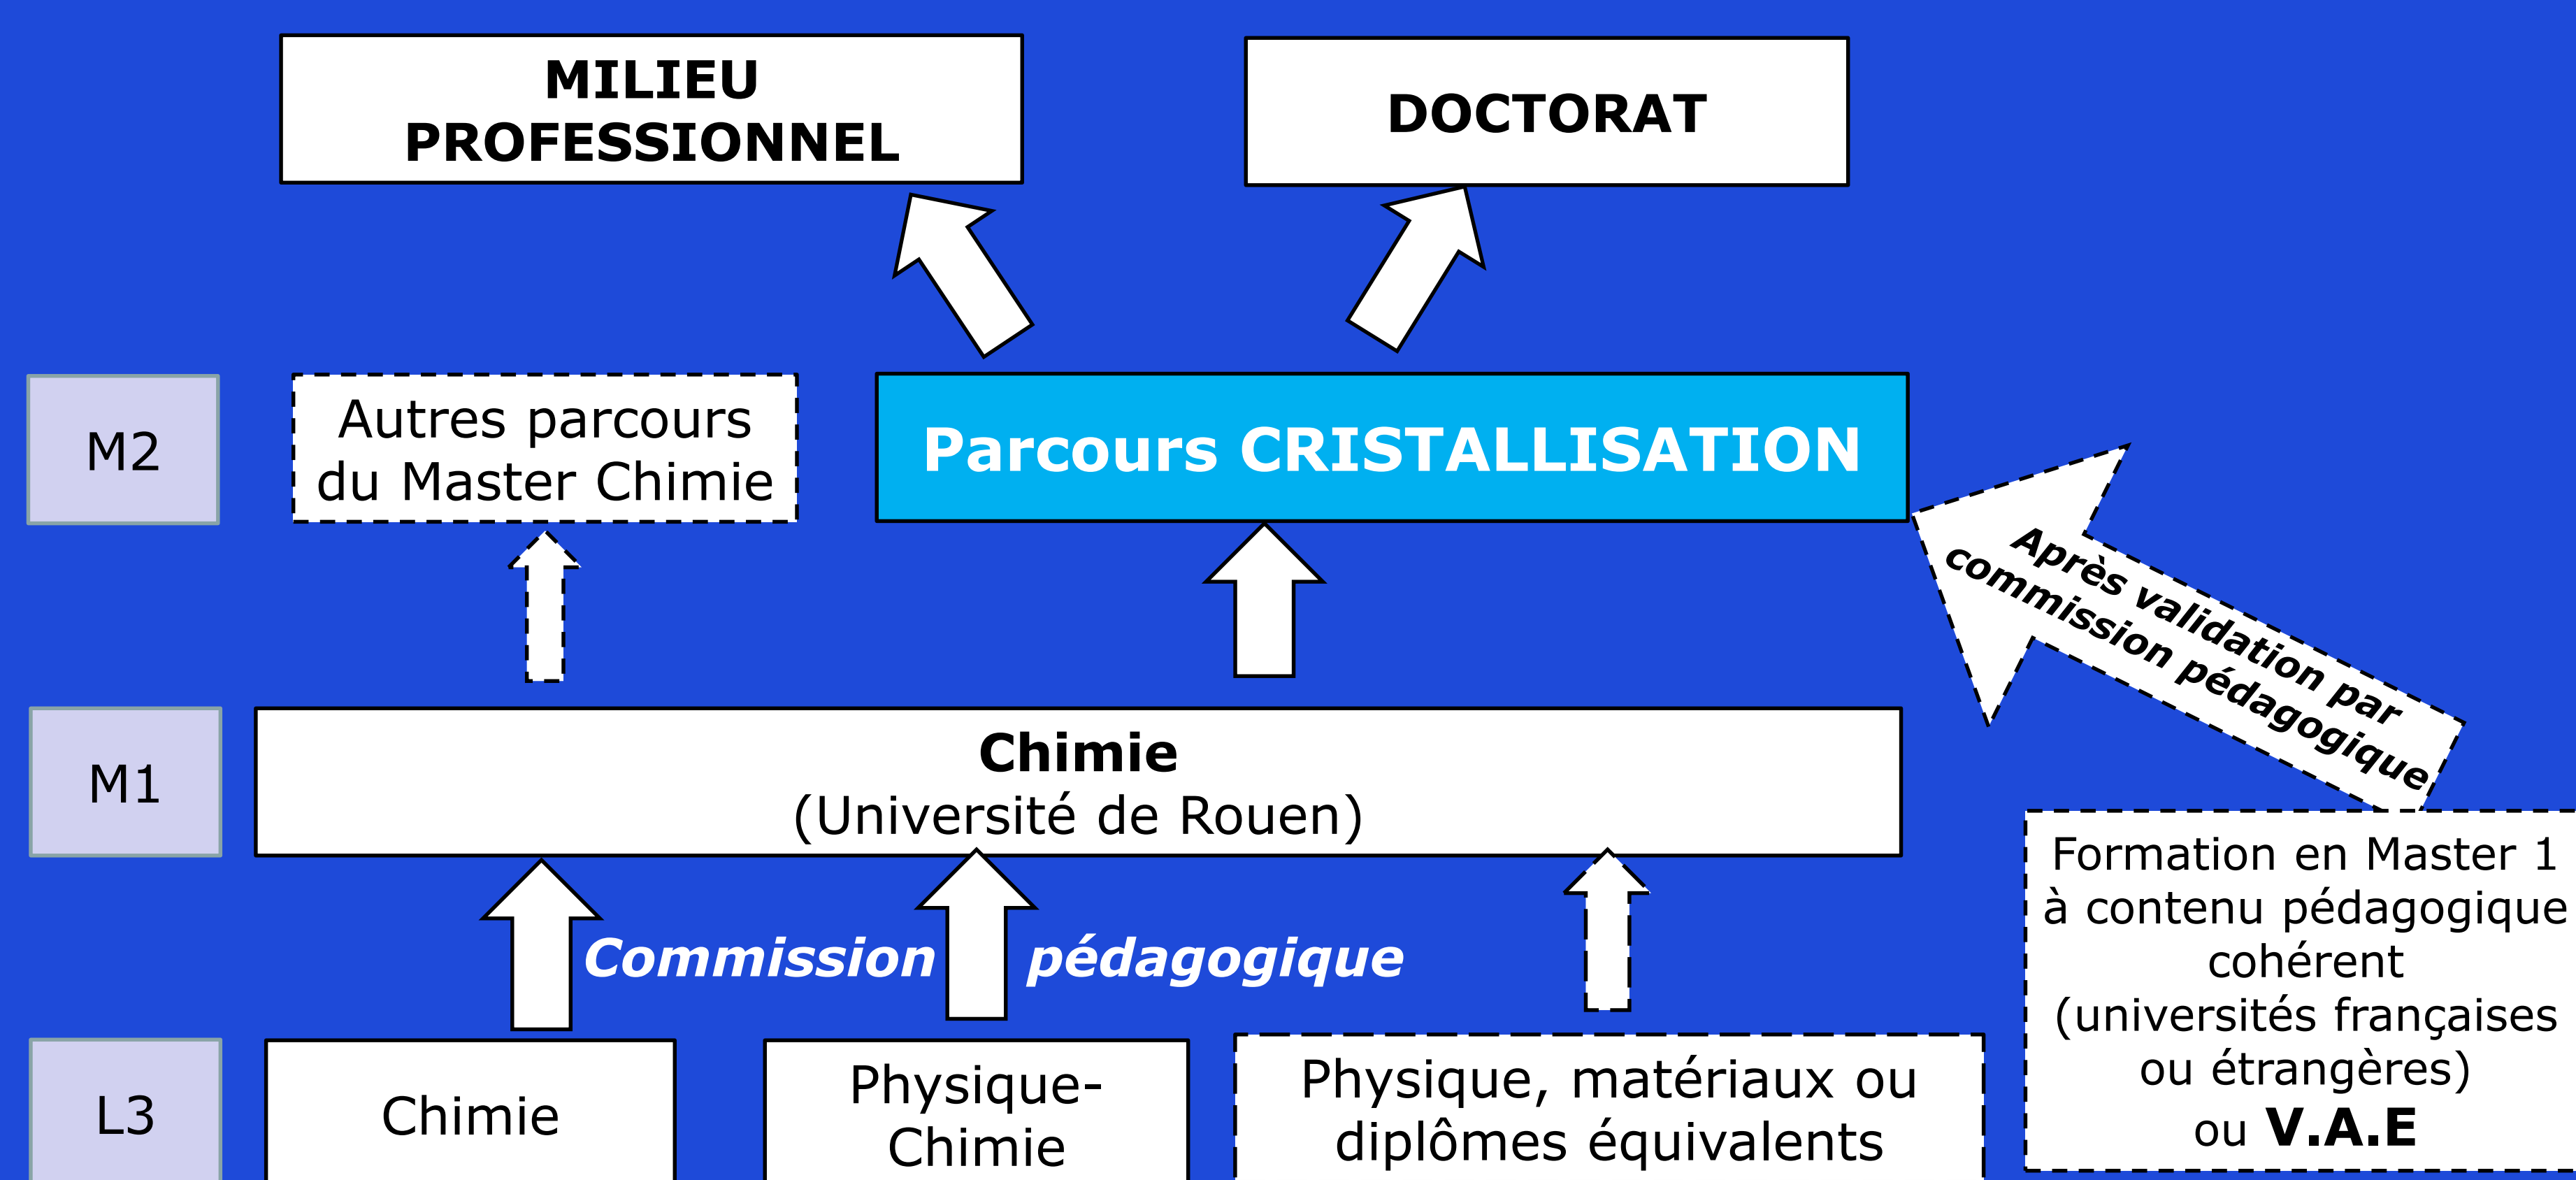 MILIEU
PROFESSIONNEL
DOCTORAT
M2
Autres parcours
du Master Chimie
Parcours CRISTALLISATION
Après validation par
commission pédagogique
M1
Chimie
(Université de Rouen)
Commission pédagogique
Formation en Master 1
à contenu pédagogique
cohérent
(universités françaises
ou étrangères)
ou V.A.E
L3
Chimie
Physique-
Chimie
Physique, matériaux ou
diplômes équivalents